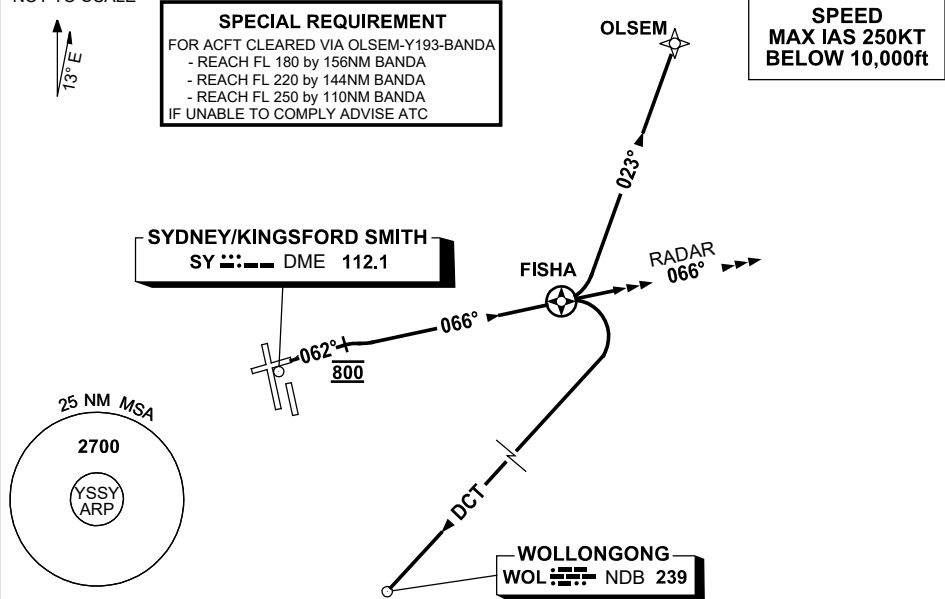 NOT TO SCALE
13° E
SPECIAL REQUIREMENT
FOR ACFT CLEARED VIA OLSEM-Y193-BANDA
- REACH FL 180 by 156NM BANDA
- REACH FL 220 by 144NM BANDA
- REACH FL 250 by 110NM BANDA
IF UNABLE TO COMPLY ADVISE ATC
OLSEM
SPEED
MAX IAS 250KT
BELOW 10,000ft
023°
SYDNEY/KINGSFORD SMITH
SY DME 112.1
FISHA
RADAR
066°
066°
062°
800
25 NM MSA
2700
YSSY
ARP
DCT
WOLLONGONG
WOL NDB 239